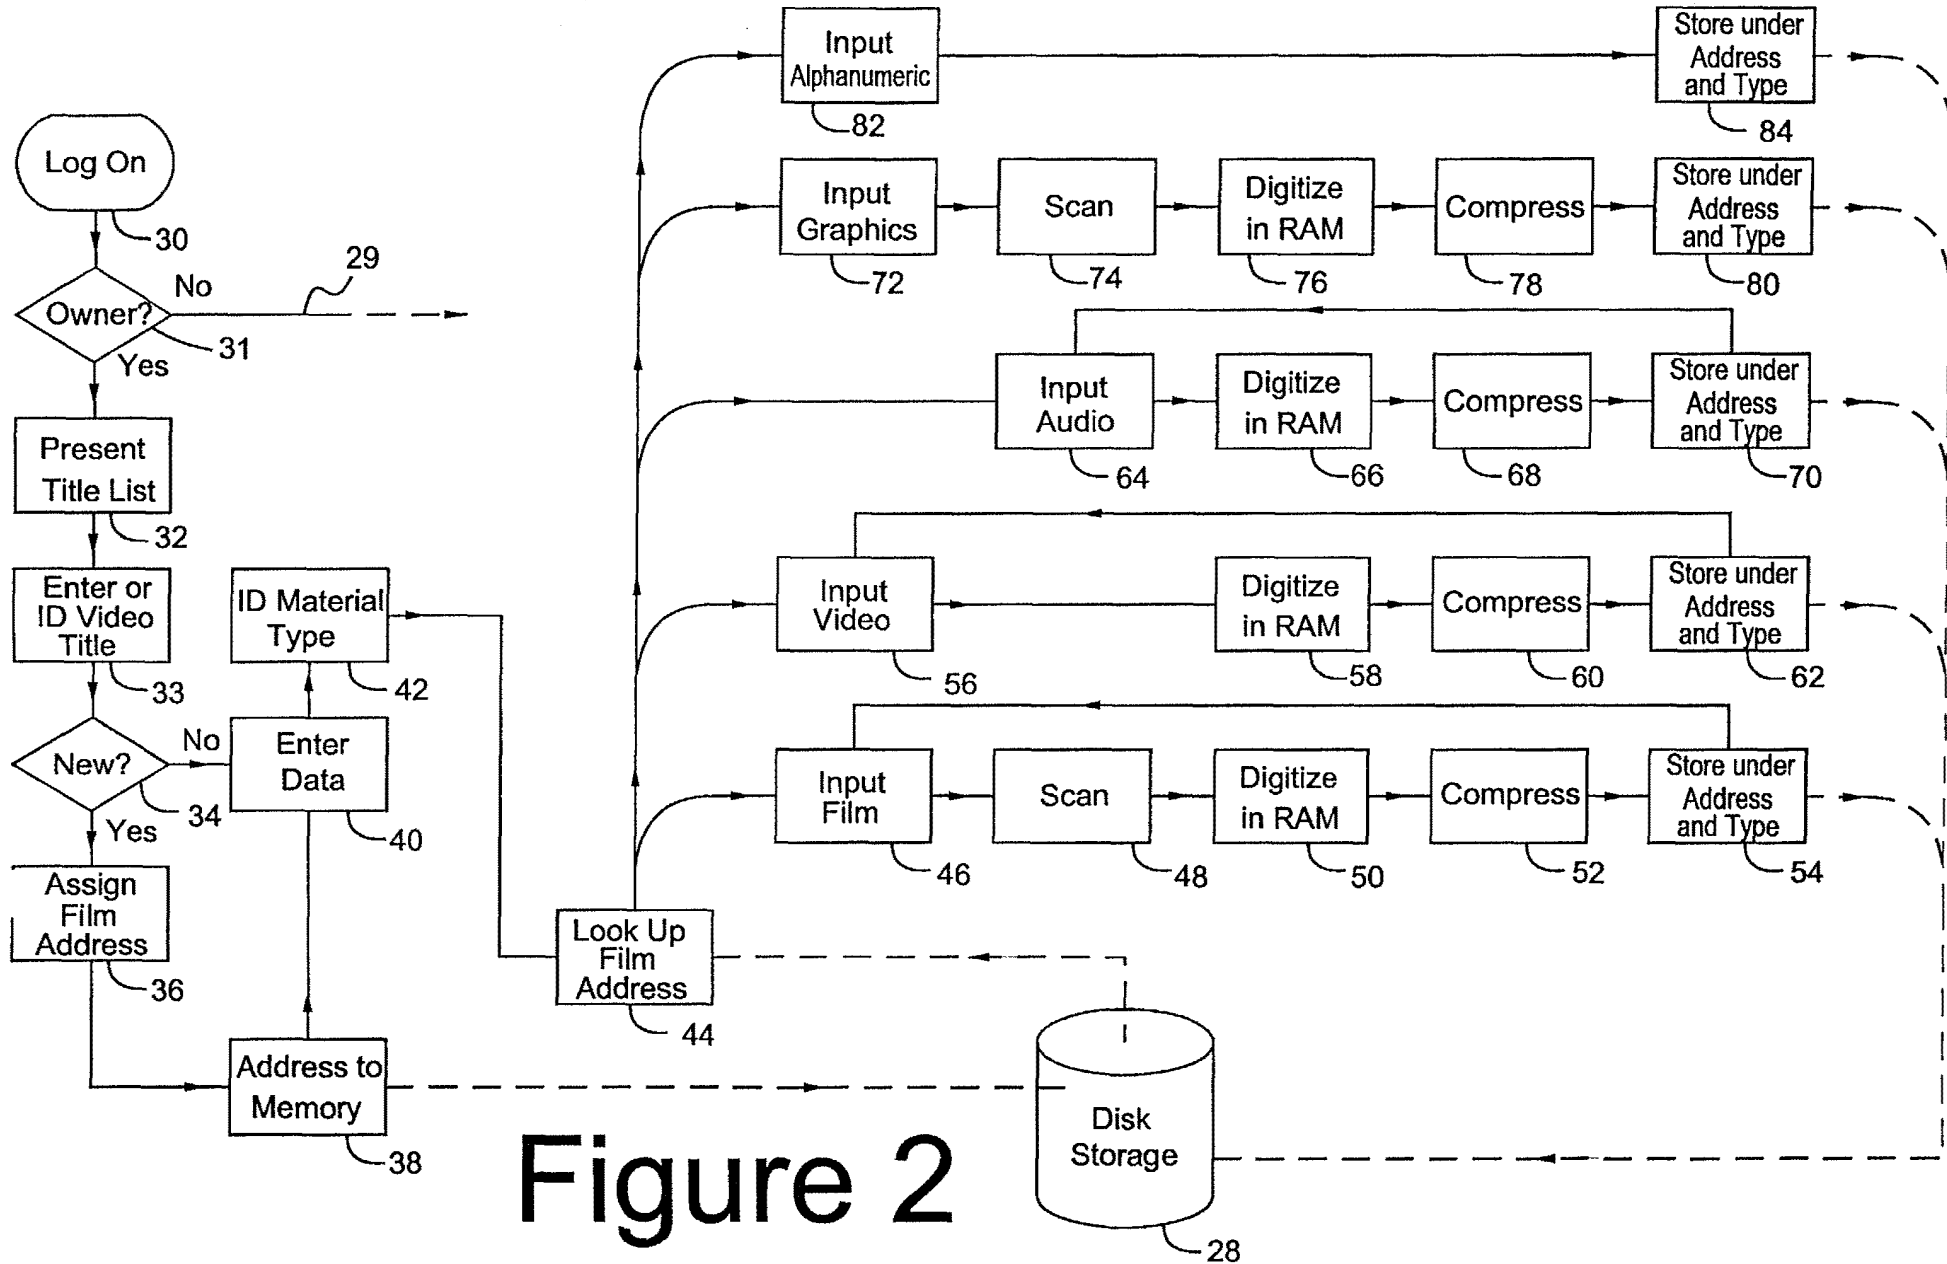 Log On
30
Owner?
No
29
31
Yes
Present
Title List
32
Enter or
ID Video
Title
33
New?
No
34
Yes
Assign
Film
Address
36
Address to
Memory
38
Enter
Data
40
ID Material
Type
42
Look Up
Film
Address
44
Input
Alphanumeric
82
Store under
Address
and Type
84
Input
Graphics
72
Scan
74
Digitize
in RAM
76
Compress
78
Store under
Address
and Type
80
Input
Audio
64
Digitize
in RAM
66
Compress
68
Store under
Address
and Type
70
Input
Video
56
Digitize
in RAM
58
Compress
60
Store under
Address
and Type
62
Input
Film
46
Scan
48
Digitize
in RAM
50
Compress
52
Store under
Address
and Type
54
Disk
Storage
28
Figure 2